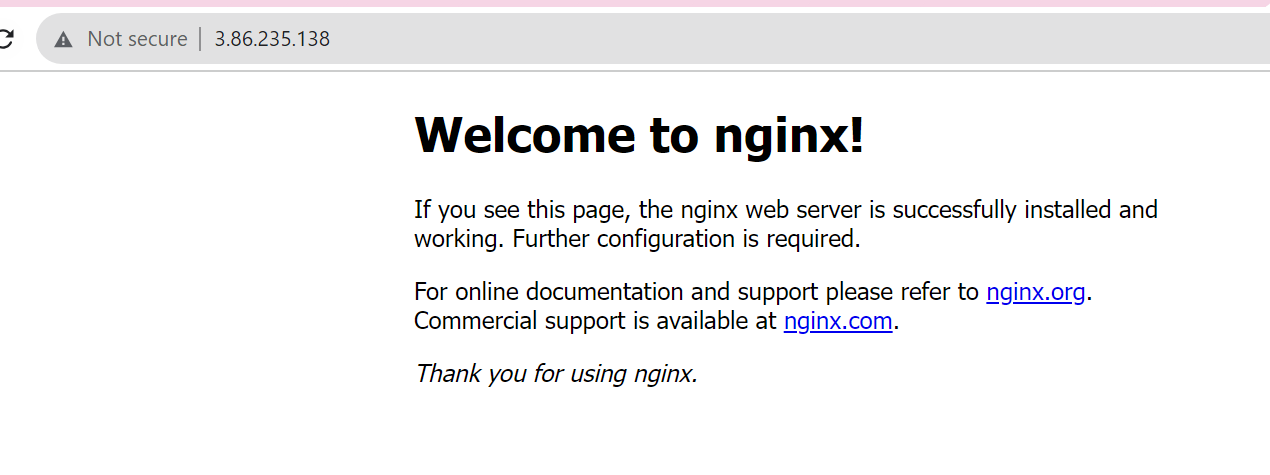 Not secure | 3.86.235.138
Welcome to nginx!
If you see this page, the nginx web server is successfully installed and
working. Further configuration is required.
For online documentation and support please refer to nginx.org.
Commercial support is available at nginx.com.
Thank you for using nginx.